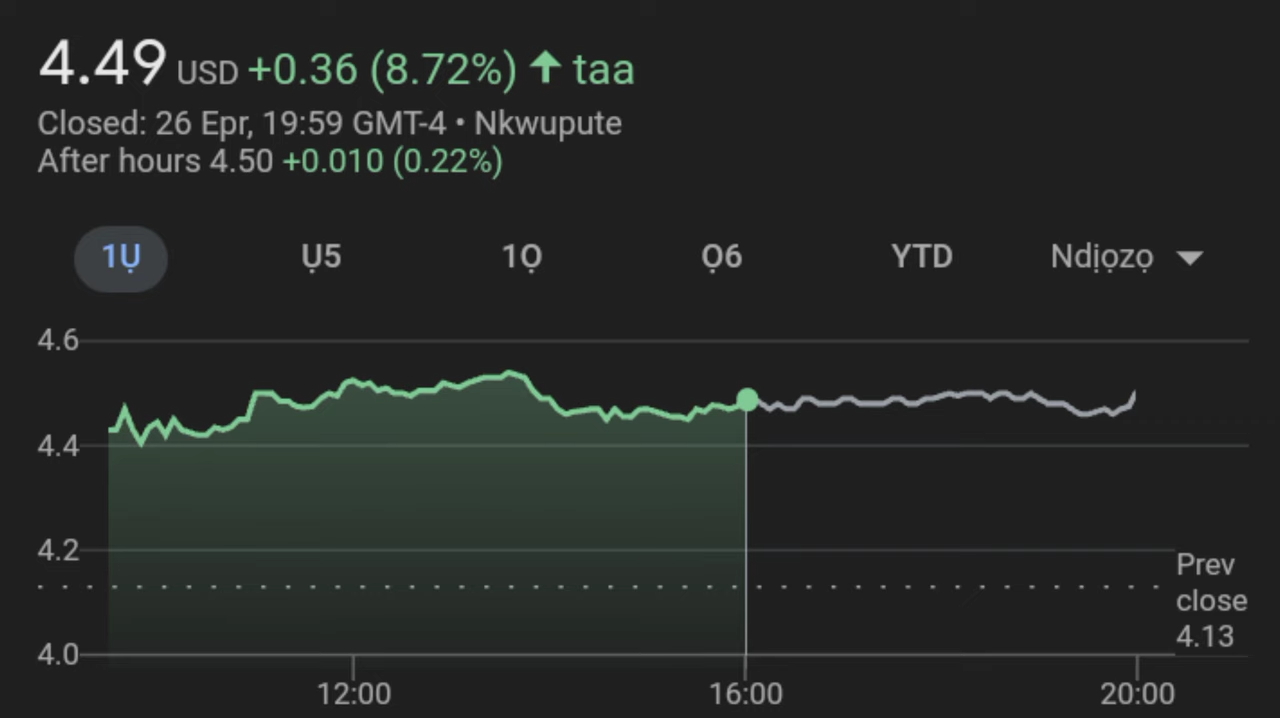 4.49 USD +0.36 (8.72%) ↑ taa
Closed: 26 Epr, 19:59 GMT-4 • Nkwupute
After hours 4.50 +0.010 (0.22%)
1Ụ Ụ5 1Ọ Ọ6 YTD Ndịọzọ
4.6
4.4
4.2
Prev
close
4.13
4.0
12:00 16:00 20:00